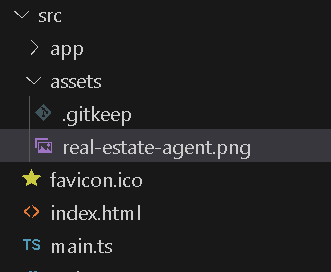 src
app
assets
.gitkeep
real-estate-agent.png
favicon.ico
<> index.html
TS main.ts